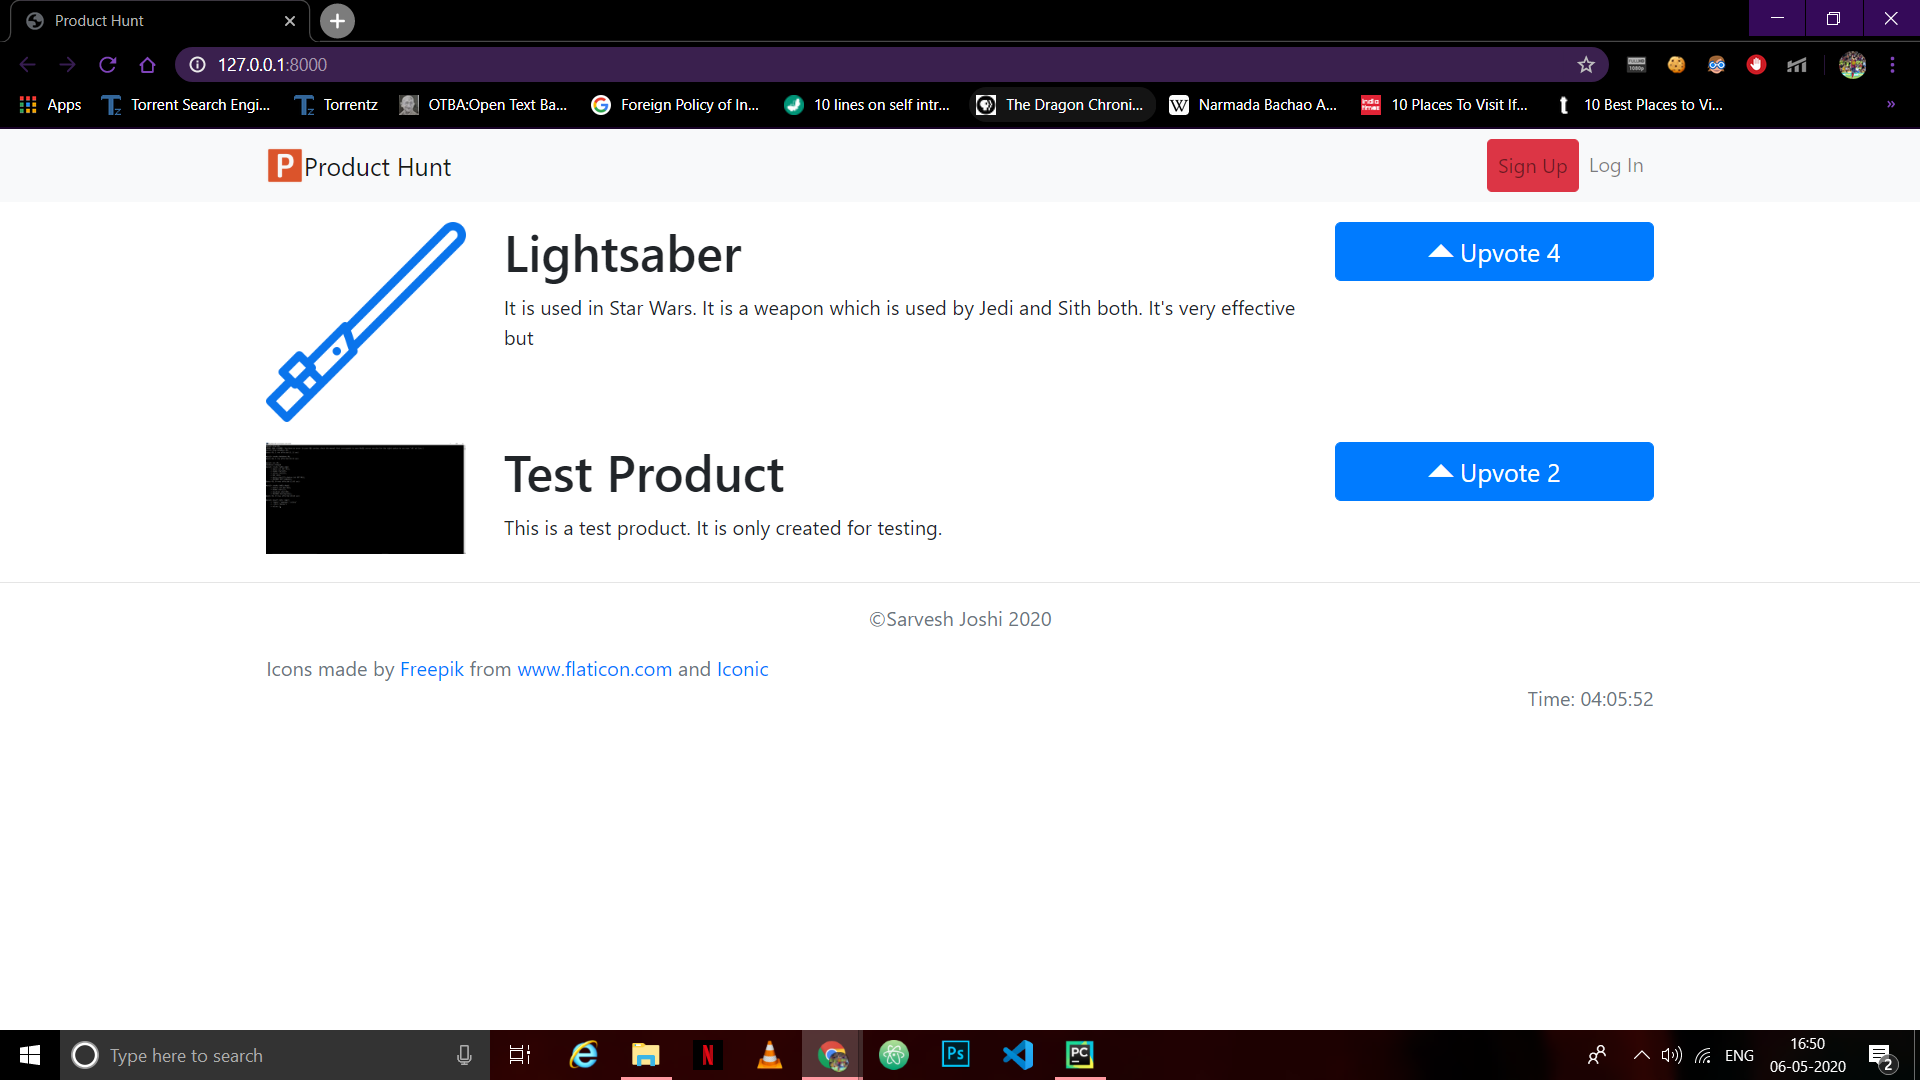 Product Hunt
127.0.0.1:8000
Apps
Torrent Search Engi...
Torrentz
OTBA:Open Text Ba...
Foreign Policy of In...
10 lines on self intr...
The Dragon Chroni...
Narmada Bachao A...
10 Places To Visit If...
10 Best Places to Vi...
P Product Hunt
Sign Up
Log In
Lightsaber
Upvote 4
It is used in Star Wars. It is a weapon which is used by Jedi and Sith both. It's very effective
but
Test Product
Upvote 2
This is a test product. It is only created for testing.
©Sarvesh Joshi 2020
Icons made by Freepik from www.flaticon.com and Iconic
Time: 04:05:52
Type here to search
N
Ps
PC
ENG
16:50
06-05-2020
2